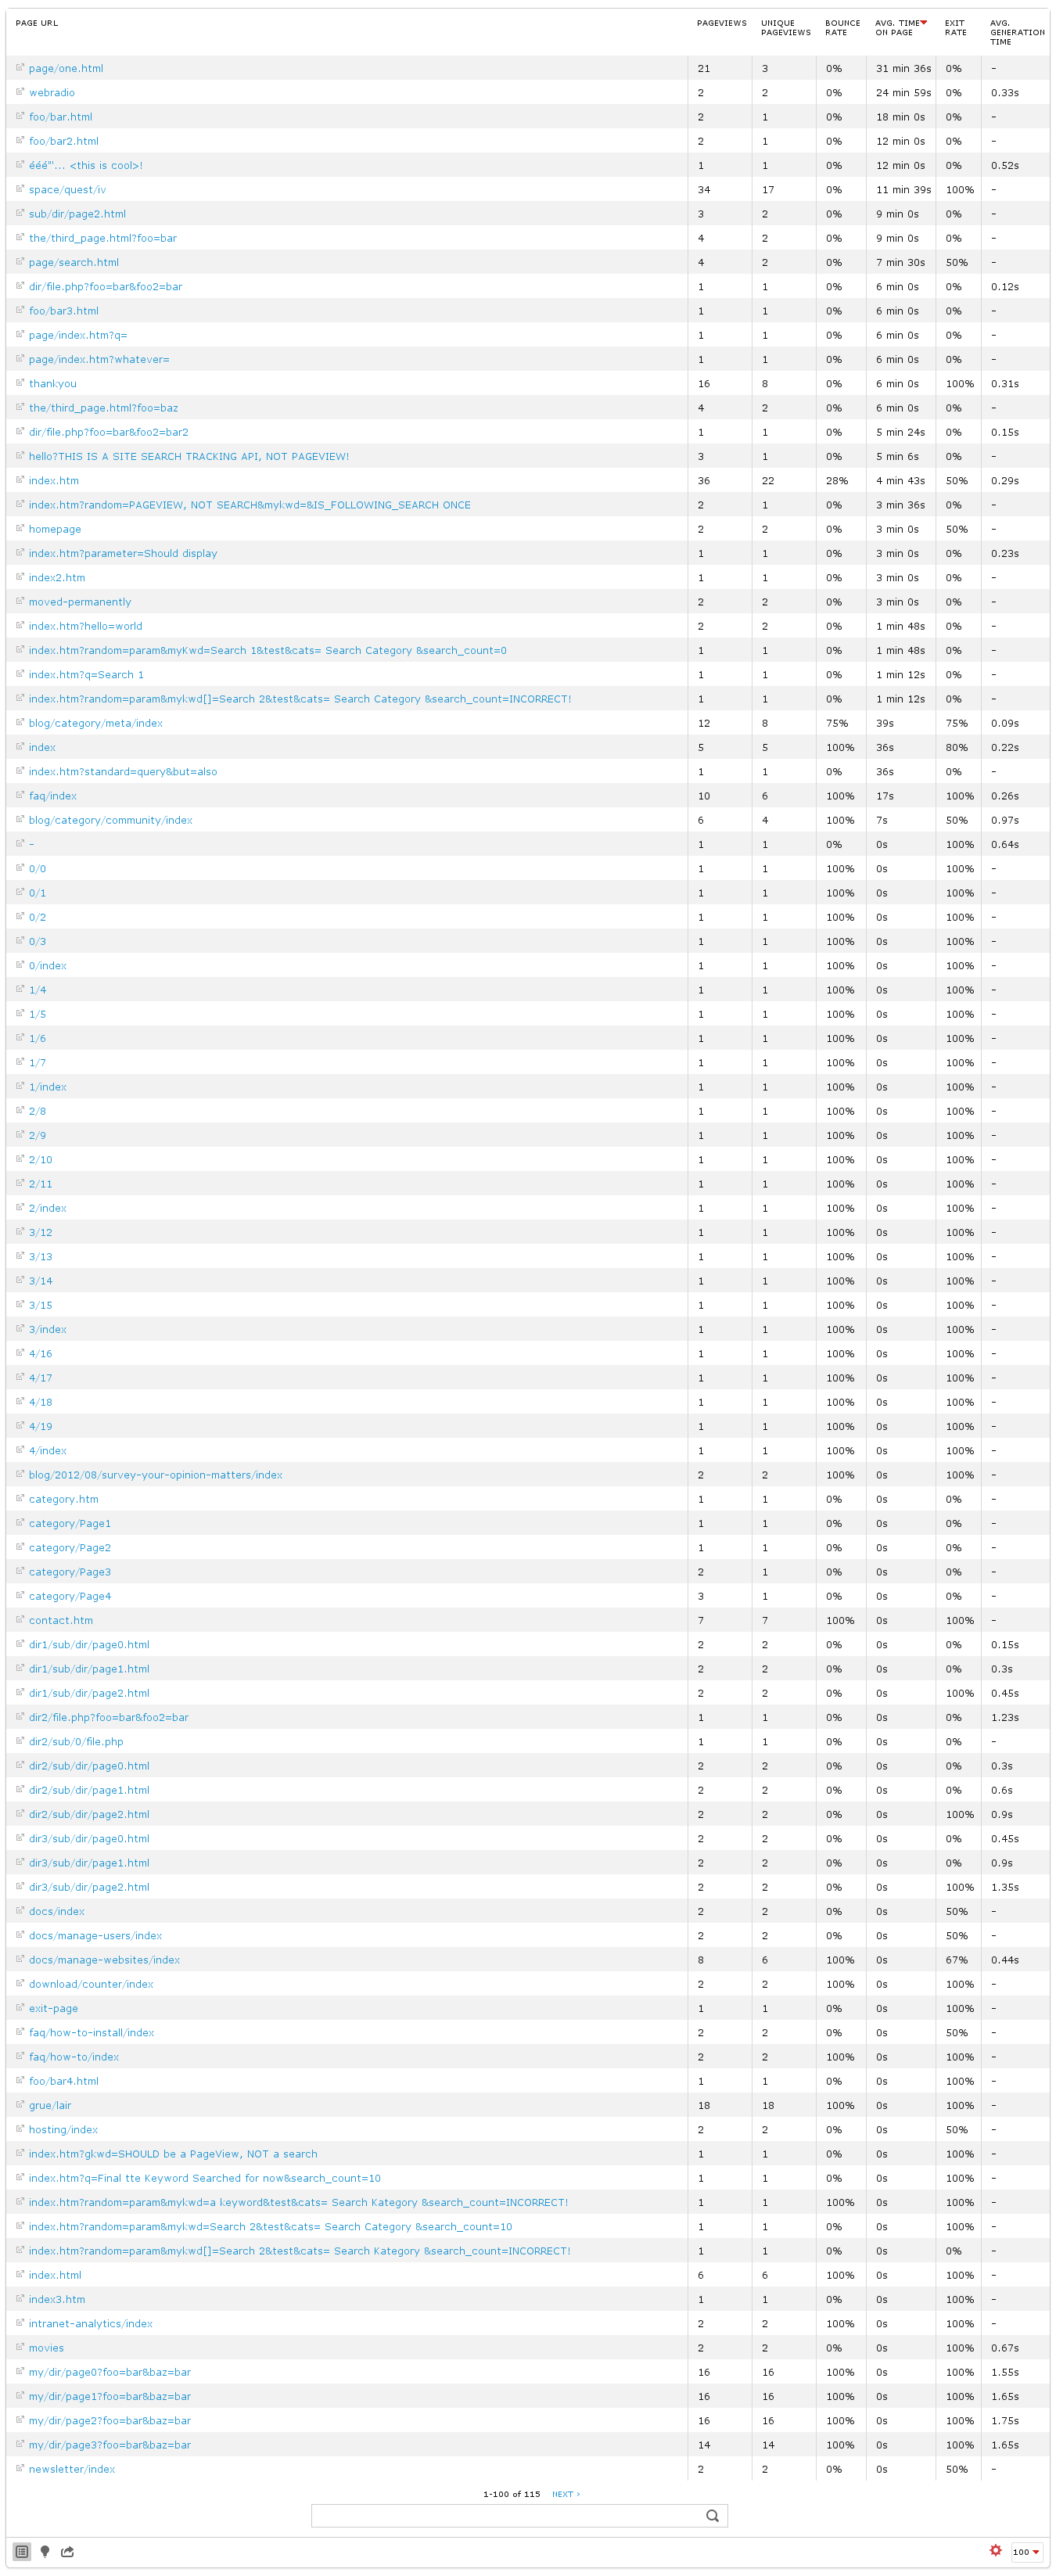 PAGE URL PAGEVIEWS UNIQUE PAGEVIEWS BOUNCE RATE AVG. TIME ON PAGE EXIT RATE AVG. GENERATION TIME
page/one.html 21 3 0% 31 min 36s 0% -
webradio 2 2 0% 24 min 59s 0% 0.33s
foo/bar.html 2 1 0% 18 min 0s 0% -
foo/bar2.html 2 1 0% 12 min 0s 0% -
ééé"'... <this is cool>! 1 1 0% 12 min 0s 0% 0.52s
space/quest/iv 34 17 0% 11 min 39s 100% -
sub/dir/page2.html 3 2 0% 9 min 0s 0% -
the/third_page.html?foo=bar 4 2 0% 9 min 0s 0% -
page/search.html 4 2 0% 7 min 30s 50% -
dir/file.php?foo=bar&foo2=bar 1 1 0% 6 min 0s 0% 0.12s
foo/bar3.html 1 1 0% 6 min 0s 0% -
page/index.htm?q= 1 1 0% 6 min 0s 0% -
page/index.htm?whatever= 1 1 0% 6 min 0s 0% -
thankyou 16 8 0% 6 min 0s 100% 0.31s
the/third_page.html?foo=baz 4 2 0% 6 min 0s 0% -
dir/file.php?foo=bar&foo2=bar2 1 1 0% 5 min 24s 0% 0.15s
hello?THIS IS A SITE SEARCH TRACKING API, NOT PAGEVIEW! 3 1 0% 5 min 6s 0% -
index.htm 36 22 28% 4 min 43s 50% 0.29s
index.htm?random=PAGEVIEW, NOT SEARCH&mykwd=&IS_FOLLOWING_SEARCH ONCE 2 1 0% 3 min 36s 0% -
homepage 2 2 0% 3 min 0s 50% -
index.htm?parameter=Should display 1 1 0% 3 min 0s 0% 0.23s
index2.htm 1 1 0% 3 min 0s 0% -
moved-permanently 2 2 0% 3 min 0s 0% -
index.htm?hello=world 2 2 0% 1 min 48s 0% -
index.htm?random=param&myKwd=Search 1&test&cats= Search Category &search_count=0 1 1 0% 1 min 48s 0% -
index.htm?q=Search 1 1 1 0% 1 min 12s 0% -
index.htm?random=param&mykwd[]=Search 2&test&cats= Search Category &search_count=INCORRECT! 1 1 0% 1 min 12s 0% -
blog/category/meta/index 12 8 75% 39s 75% 0.09s
index 5 5 100% 36s 80% 0.22s
index.htm?standard=query&but=also 1 1 0% 36s 0% -
faq/index 10 6 100% 17s 100% 0.26s
blog/category/community/index 6 4 100% 7s 50% 0.97s
- 1 1 0% 0s 100% 0.64s
0/0 1 1 100% 0s 100% -
0/1 1 1 100% 0s 100% -
0/2 1 1 100% 0s 100% -
0/3 1 1 100% 0s 100% -
0/index 1 1 100% 0s 100% -
1/4 1 1 100% 0s 100% -
1/5 1 1 100% 0s 100% -
1/6 1 1 100% 0s 100% -
1/7 1 1 100% 0s 100% -
1/index 1 1 100% 0s 100% -
2/8 1 1 100% 0s 100% -
2/9 1 1 100% 0s 100% -
2/10 1 1 100% 0s 100% -
2/11 1 1 100% 0s 100% -
2/index 1 1 100% 0s 100% -
3/12 1 1 100% 0s 100% -
3/13 1 1 100% 0s 100% -
3/14 1 1 100% 0s 100% -
3/15 1 1 100% 0s 100% -
3/index 1 1 100% 0s 100% -
4/16 1 1 100% 0s 100% -
4/17 1 1 100% 0s 100% -
4/18 1 1 100% 0s 100% -
4/19 1 1 100% 0s 100% -
4/index 1 1 100% 0s 100% -
blog/2012/08/survey-your-opinion-matters/index 2 2 100% 0s 100% -
category.htm 1 1 0% 0s 0% -
category/Page1 1 1 0% 0s 0% -
category/Page2 1 1 0% 0s 0% -
category/Page3 2 1 0% 0s 0% -
category/Page4 3 1 0% 0s 0% -
contact.htm 7 7 100% 0s 100% -
dir1/sub/dir/page0.html 2 2 0% 0s 0% 0.15s
dir1/sub/dir/page1.html 2 2 0% 0s 0% 0.3s
dir1/sub/dir/page2.html 2 2 0% 0s 100% 0.45s
dir2/file.php?foo=bar&foo2=bar 1 1 0% 0s 0% 1.23s
dir2/sub/0/file.php 1 1 0% 0s 0% -
dir2/sub/dir/page0.html 2 2 0% 0s 0% 0.3s
dir2/sub/dir/page1.html 2 2 0% 0s 0% 0.6s
dir2/sub/dir/page2.html 2 2 0% 0s 100% 0.9s
dir3/sub/dir/page0.html 2 2 0% 0s 0% 0.45s
dir3/sub/dir/page1.html 2 2 0% 0s 0% 0.9s
dir3/sub/dir/page2.html 2 2 0% 0s 100% 1.35s
docs/index 2 2 0% 0s 50% -
docs/manage-users/index 2 2 0% 0s 50% -
docs/manage-websites/index 8 6 100% 0s 67% 0.44s
download/counter/index 2 2 100% 0s 100% -
exit-page 1 1 0% 0s 100% -
faq/how-to-install/index 2 2 0% 0s 50% -
faq/how-to/index 2 2 100% 0s 100% -
foo/bar4.html 1 1 0% 0s 100% -
grue/lair 18 18 100% 0s 100% -
hosting/index 2 2 0% 0s 50% -
index.htm?gkwd=SHOULD be a PageView, NOT a search 1 1 0% 0s 100% -
index.htm?q=Final tte Keyword Searched for now&search_count=10 1 1 0% 0s 100% -
index.htm?random=param&mykwd=a keyword&test&cats= Search Kategory &search_count=INCORRECT! 1 1 100% 0s 100% -
index.htm?random=param&mykwd=Search 2&test&cats= Search Category &search_count=10 1 1 0% 0s 100% -
index.htm?random=param&mykwd[]=Search 2&test&cats= Search Kategory &search_count=INCORRECT! 1 1 0% 0s 0% -
index.html 6 6 100% 0s 100% -
index3.htm 1 1 0% 0s 100% -
intranet-analytics/index 2 2 100% 0s 100% -
movies 2 2 0% 0s 100% 0.67s
my/dir/page0?foo=bar&baz=bar 16 16 100% 0s 100% 1.55s
my/dir/page1?foo=bar&baz=bar 16 16 100% 0s 100% 1.65s
my/dir/page2?foo=bar&baz=bar 16 16 100% 0s 100% 1.75s
my/dir/page3?foo=bar&baz=bar 14 14 100% 0s 100% 1.65s
newsletter/index 2 2 0% 0s 50% -
1-100 of 115 NEXT ›
100